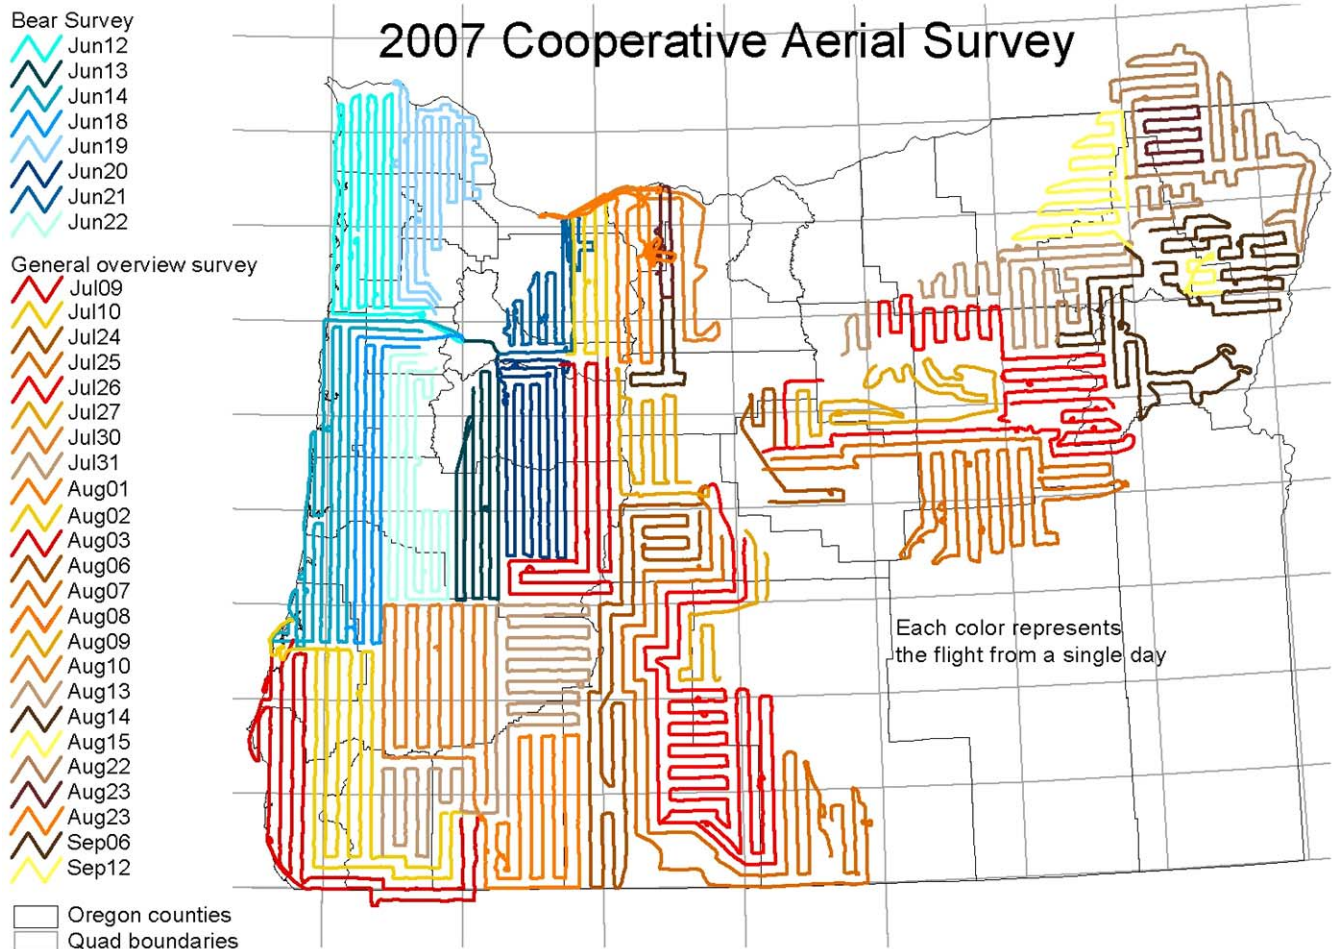 2007 Cooperative Aerial Survey
Bear Survey
Jun12
Jun13
Jun14
Jun18
Jun19
Jun20
Jun21
Jun22
General overview survey
Jul09
Jul10
Jul24
Jul25
Jul26
Jul27
Jul30
Jul31
Aug01
Aug02
Aug03
Aug06
Aug07
Aug08
Aug09
Aug10
Aug13
Aug14
Aug15
Aug22
Aug23
Aug23
Sep06
Sep12
Oregon counties
Quad boundaries
Each color represents
the flight from a single day